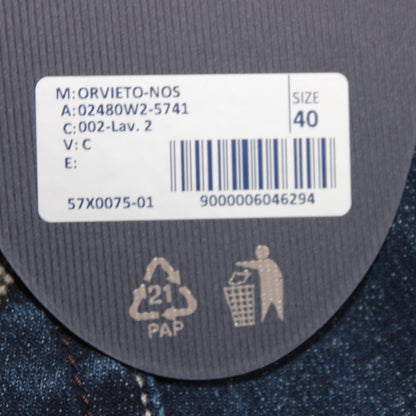 M: ORVIETO-NOS
A: 02480W2-5741
C: 002-Lav. 2
V: C
E:
SIZE
40
57X0075-01
9000006046294
21
PAP